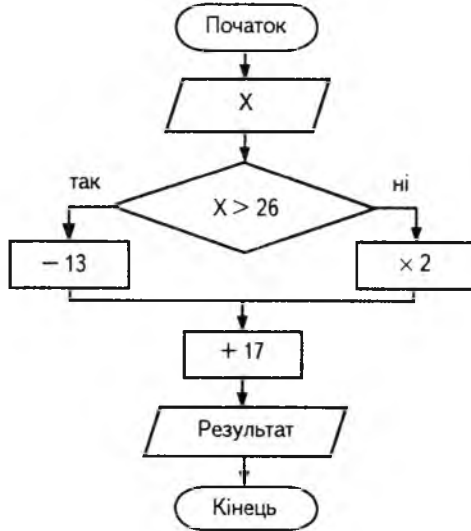 Початок
X
так
ні
X > 26
− 13
× 2
+ 17
Результат
Кінець